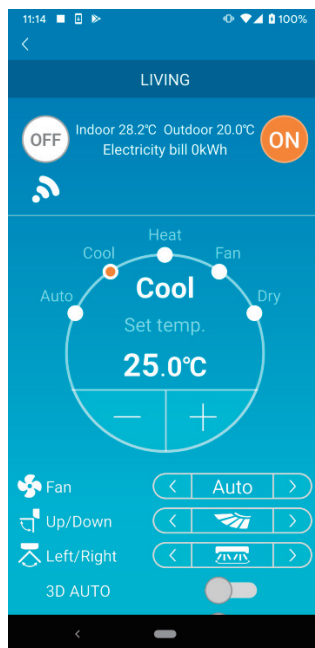 11:14 100%
LIVING
OFF Indoor 28.2℃ Outdoor 20.0℃ ON
Electricity bill 0kWh
Heat
Cool Fan
Auto Cool Dry
Set temp.
25.0℃
Fan Auto
Up/Down
Left/Right
3D AUTO